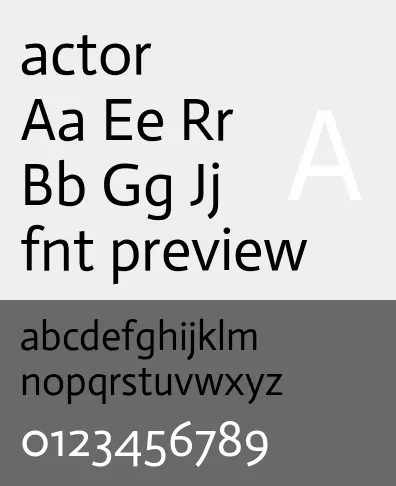 actor
Aa Ee Rr
A
Bb Gg Jj
fnt preview
abcdefghijklm
nopqrstuvwxyz
0123456789